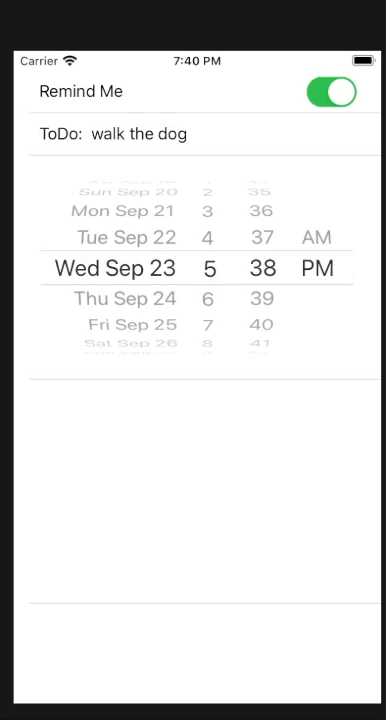 Carrier 7:40 PM
Remind Me
ToDo: walk the dog
Sun Sep 20 2 35
Mon Sep 21 3 36
Tue Sep 22 4 37 AM
Wed Sep 23 5 38 PM
Thu Sep 24 6 39
Fri Sep 25 7 40
Sat Sep 26 8 41